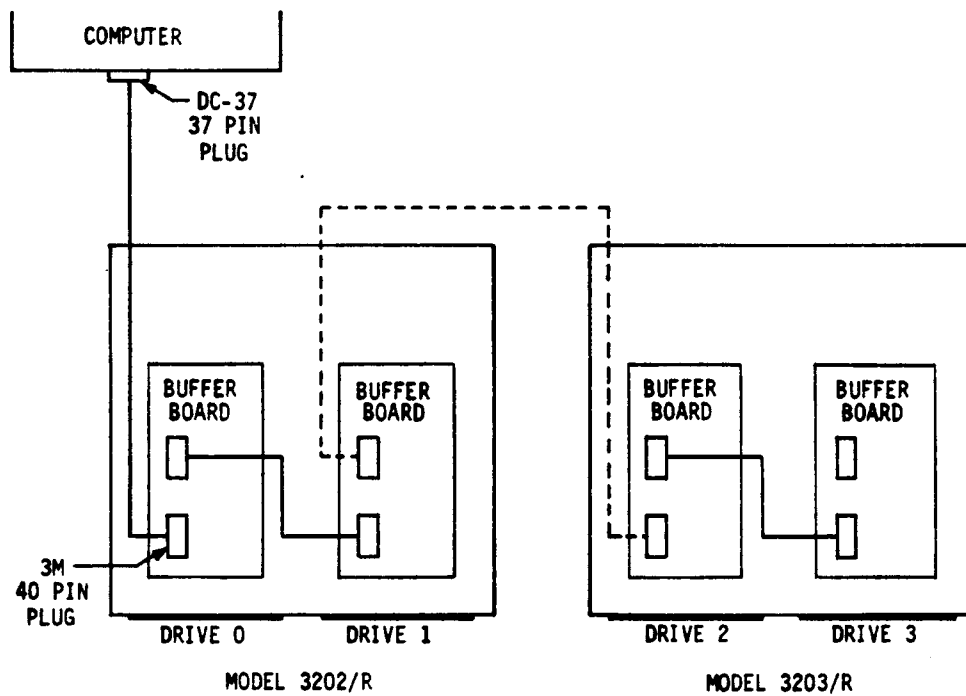 COMPUTER
DC-37
37 PIN
PLUG
BUFFER
BOARD
BUFFER
BOARD
BUFFER
BOARD
BUFFER
BOARD
3M
40 PIN
PLUG
DRIVE 0
DRIVE 1
DRIVE 2
DRIVE 3
MODEL 3202/R
MODEL 3203/R